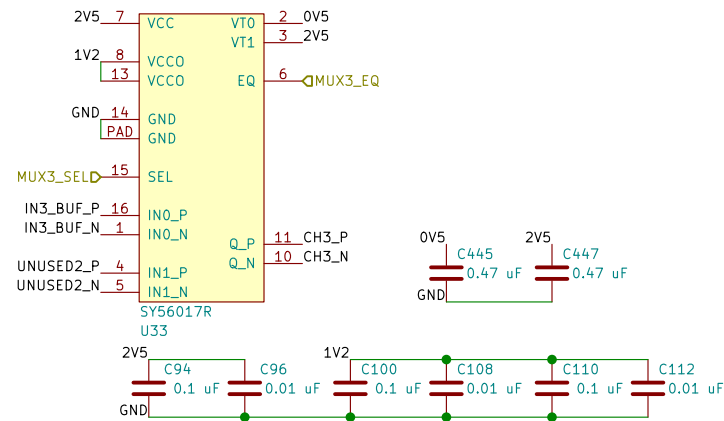 2V5 7 VCC VT0 2 0V5
VT1 3 2V5
1V2 8 VCCO
13 VCCO EQ 6 MUX3_EQ
GND 14 GND
PAD GND
MUX3_SEL 15 SEL
IN3_BUF_P 16 IN0_P
IN3_BUF_N 1 IN0_N
Q_P 11 CH3_P
Q_N 10 CH3_N
UNUSED2_P 4 IN1_P
UNUSED2_N 5 IN1_N
SY56017R
U33
0V5 2V5
C445 C447
0.47 uF 0.47 uF
GND
2V5 1V2
C94 C96 C100 C108 C110 C112
0.1 uF 0.01 uF 0.1 uF 0.01 uF 0.1 uF 0.01 uF
GND